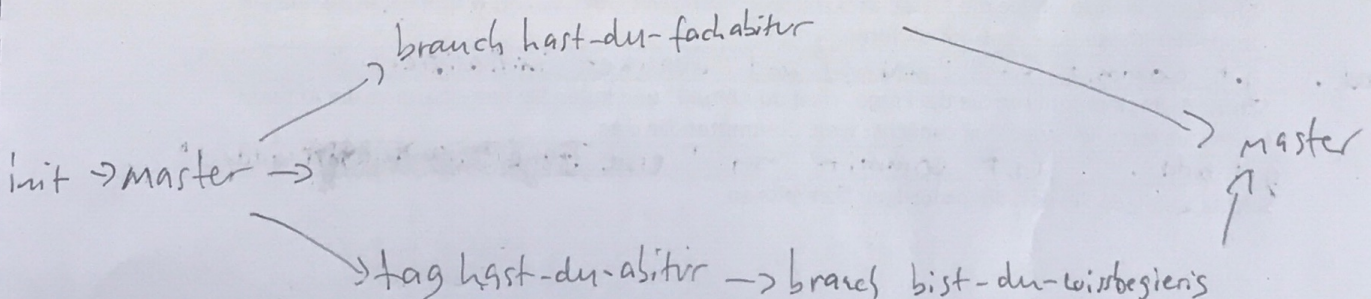 branch hast-du-fachabitur
init → master →
master
tag hast-du-abitur → branch bist-du-wissbegierig